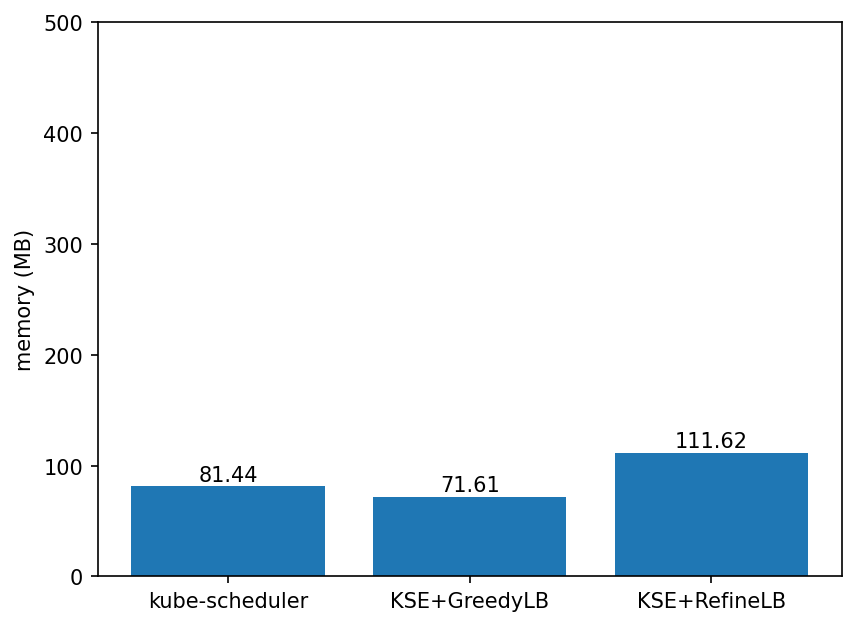 500
400
300
200
100
0
memory (MB)
81.44
71.61
111.62
kube-scheduler
KSE+GreedyLB
KSE+RefineLB